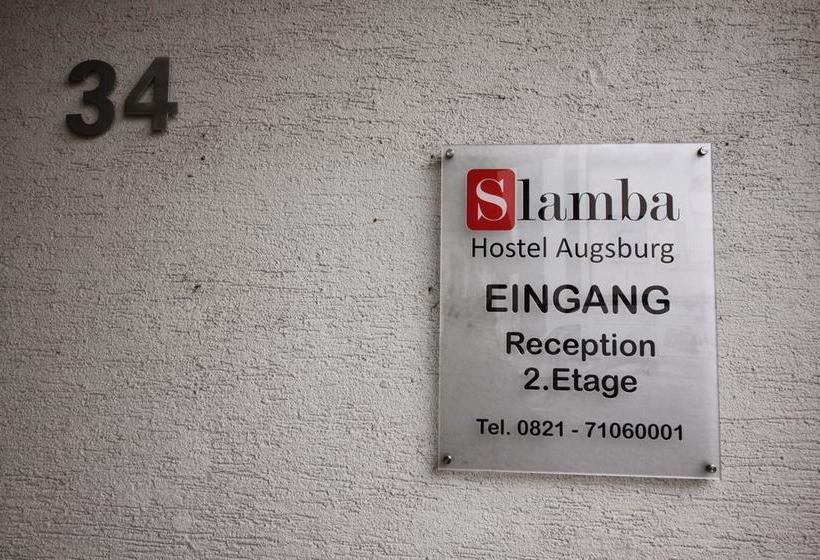 34
Slamba
Hostel Augsburg
EINGANG
Reception
2.Etage
Tel. 0821 - 71060001